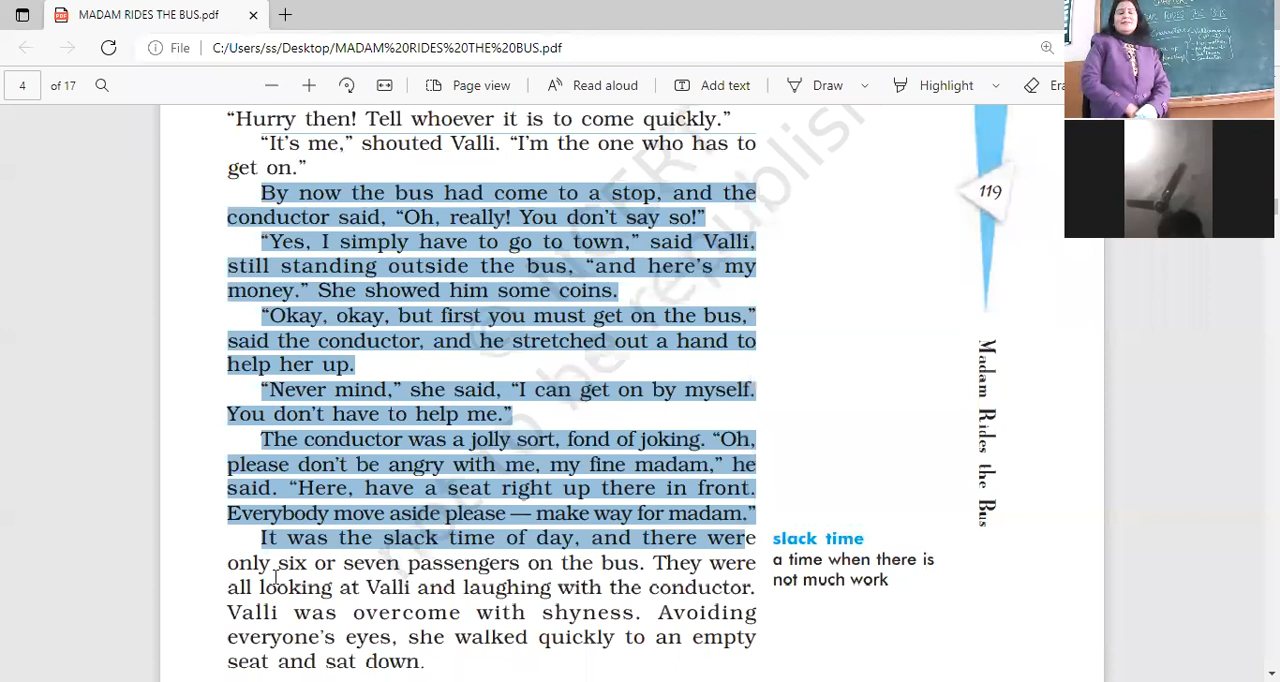 MADAM RIDES THE BUS.pdf
File C:/Users/ss/Desktop/MADAM%20RIDES%20THE%20BUS.pdf
4 of 17 Page view Read aloud Add text Draw Highlight Era
“Hurry then! Tell whoever it is to come quickly.”
“It’s me,” shouted Valli. “I’m the one who has to
get on.”
By now the bus had come to a stop, and the
conductor said, “Oh, really! You don’t say so!”
“Yes, I simply have to go to town,” said Valli,
still standing outside the bus, “and here’s my
money.” She showed him some coins.
“Okay, okay, but first you must get on the bus,”
said the conductor, and he stretched out a hand to
help her up.
“Never mind,” she said, “I can get on by myself.
You don’t have to help me.”
The conductor was a jolly sort, fond of joking. “Oh,
please don’t be angry with me, my fine madam,” he
said. “Here, have a seat right up there in front.
Everybody move aside please — make way for madam.”
It was the slack time of day, and there were
only six or seven passengers on the bus. They were
all looking at Valli and laughing with the conductor.
Valli was overcome with shyness. Avoiding
everyone’s eyes, she walked quickly to an empty
seat and sat down.
slack time
a time when there is
not much work
119
Madam Rides the Bus
not to be republish